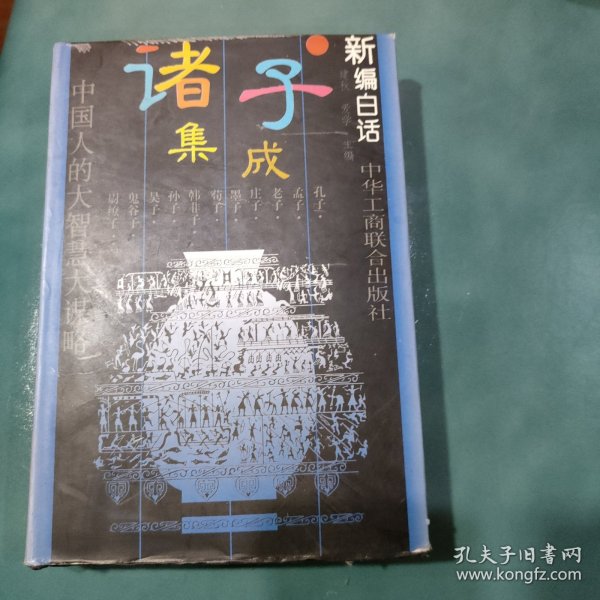 新编白话
诸子集成
主编
中华工商联合出版社
孔子·
孟子·
老子·
庄子·
墨子·
荀子·
韩非子·
孙子·
吴子·
鬼谷子·
尉缭子
中国人的大智慧大谋略
孔夫子旧书网
www.kongfz.com